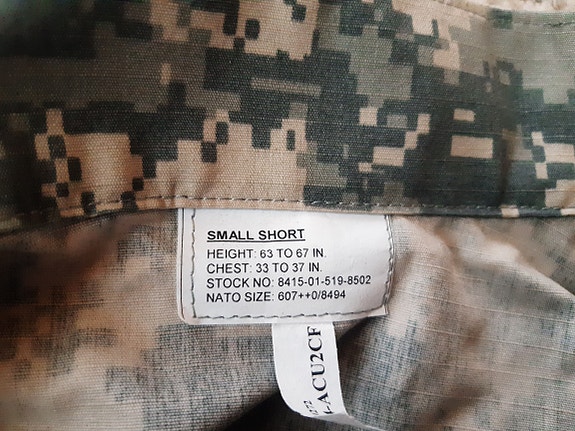 SMALL SHORT
HEIGHT: 63 TO 67 IN.
CHEST: 33 TO 37 IN.
STOCK NO: 8415-01-519-8502
NATO SIZE: 607++0/8494
-ACU2CF